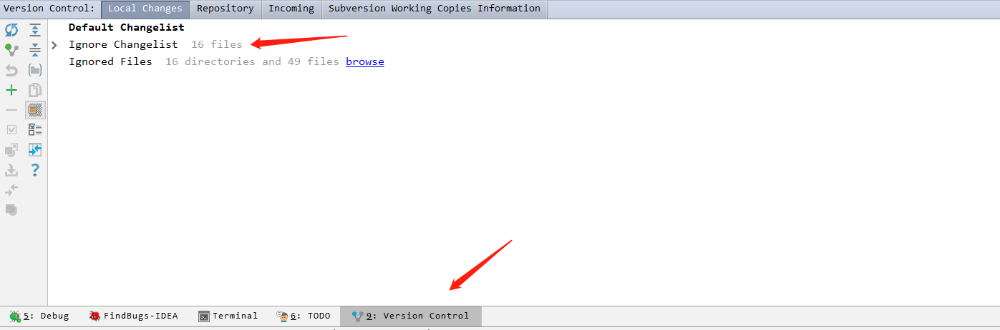 Version Control: Local Changes Repository Incoming Subversion Working Copies Information
Default Changelist
Ignore Changelist 16 files
Ignored Files 16 directories and 49 files browse
5: Debug FindBugs-IDEA Terminal 6: TODO 9: Version Control